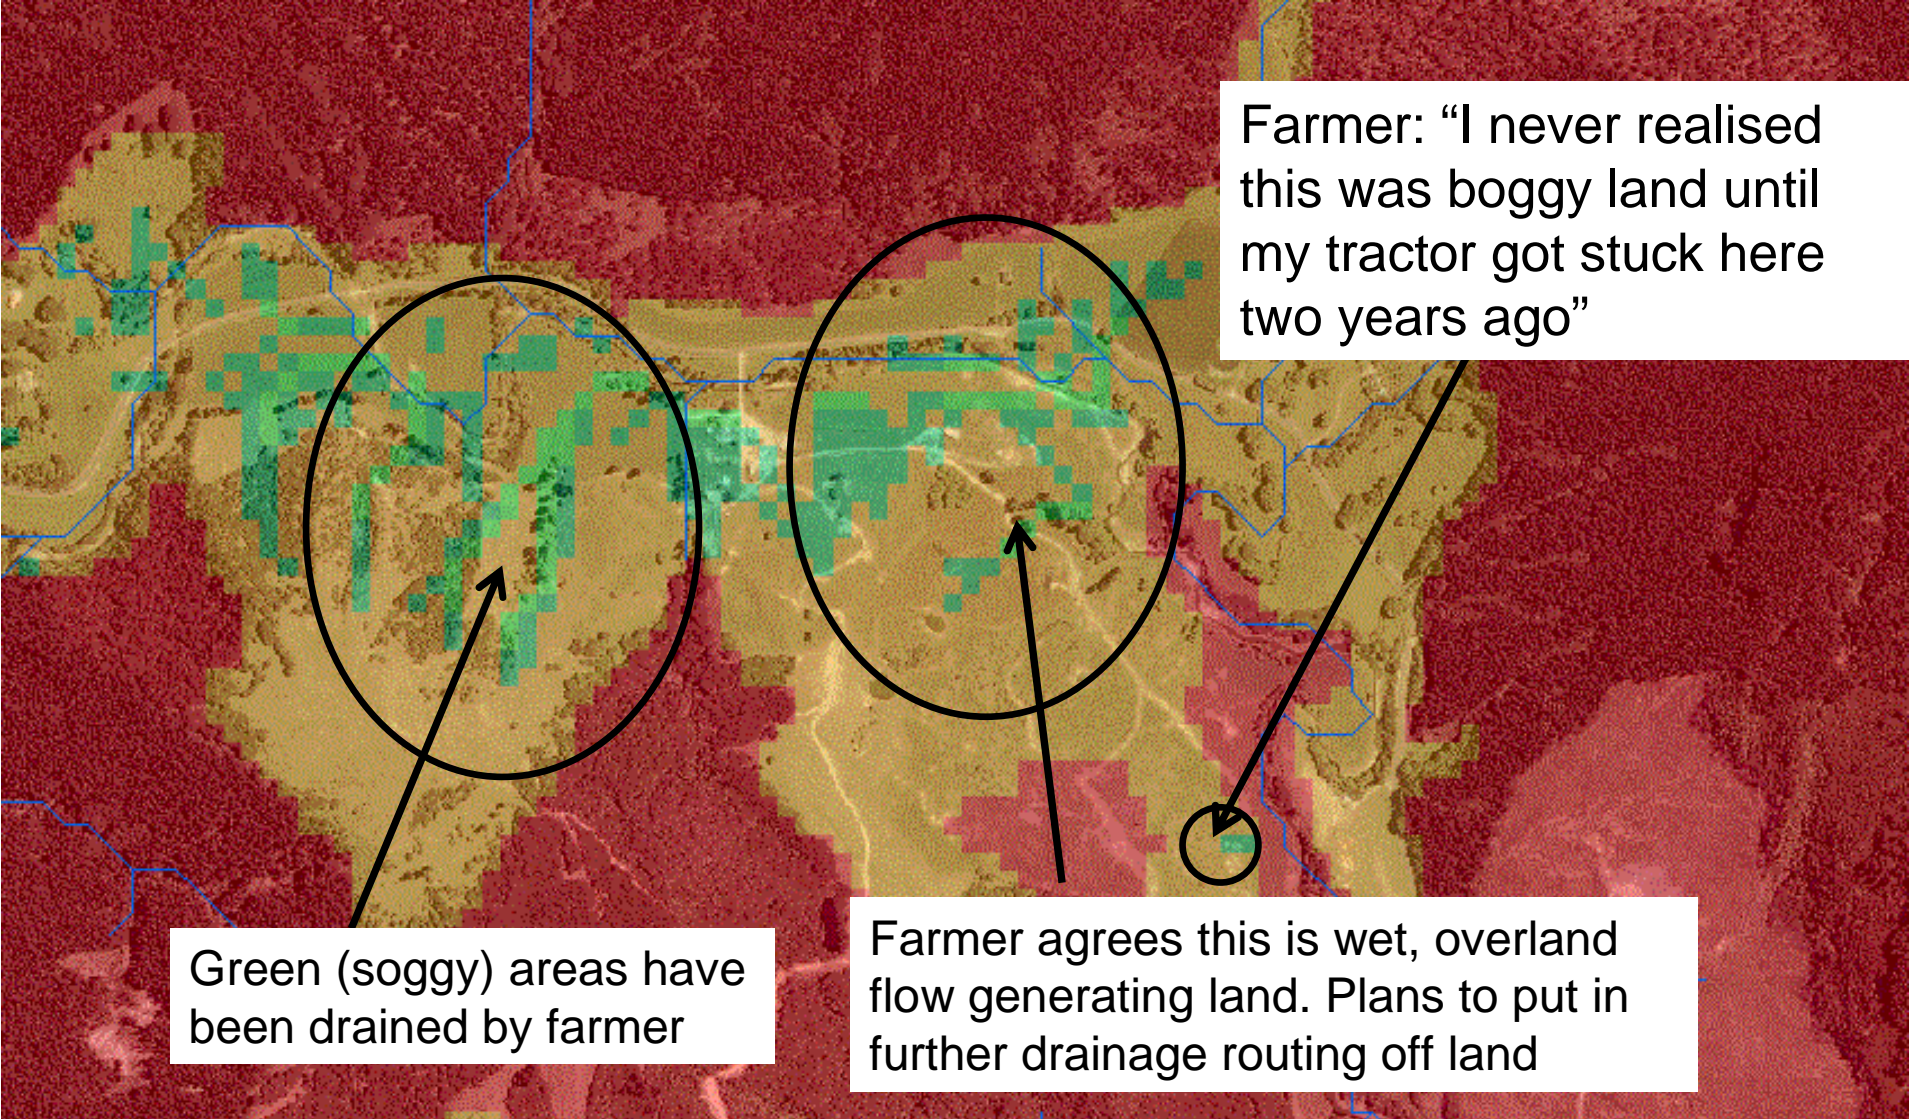 Farmer: “I never realised
this was boggy land until
my tractor got stuck here
two years ago”
Green (soggy) areas have
been drained by farmer
Farmer agrees this is wet, overland
flow generating land. Plans to put in
further drainage routing off land